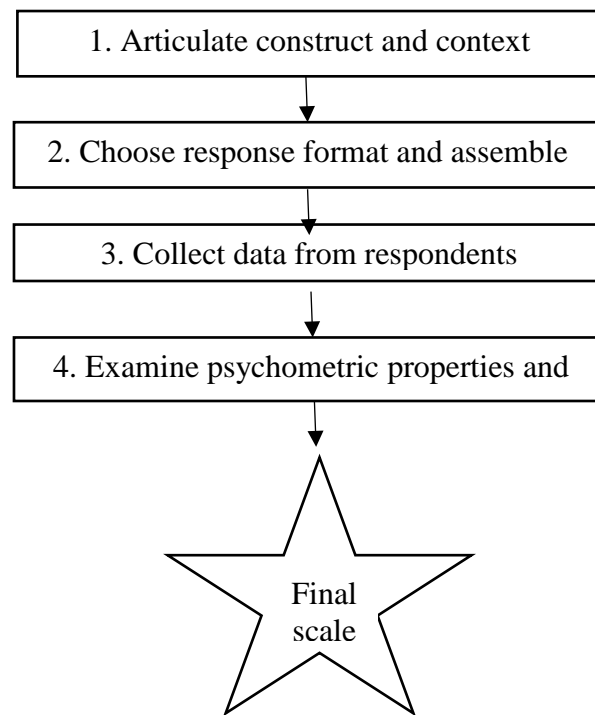 1. Articulate construct and context
2. Choose response format and assemble
3. Collect data from respondents
4. Examine psychometric properties and
Final
scale